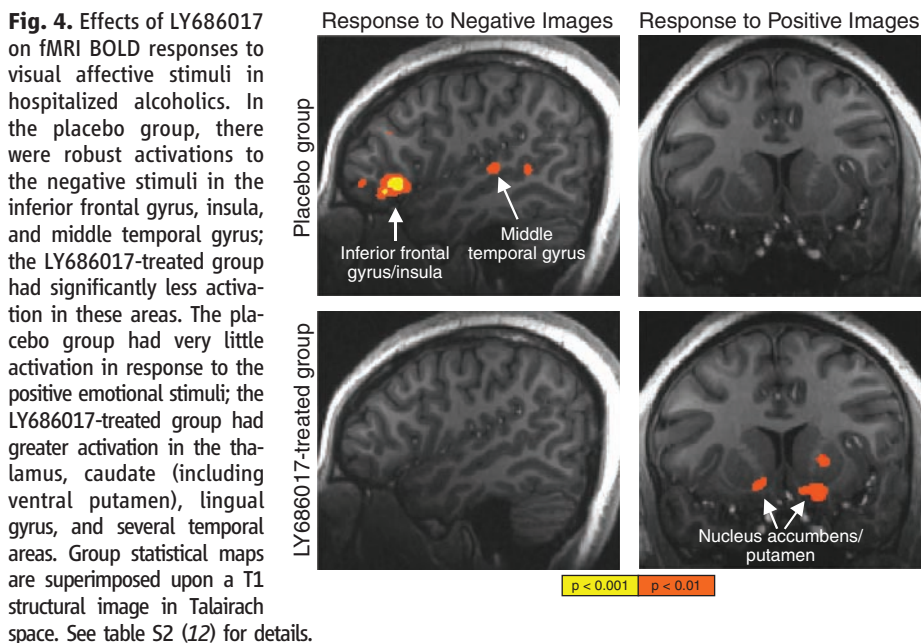 Fig. 4. Effects of LY686017
on fMRI BOLD responses to
visual affective stimuli in
hospitalized alcoholics. In
the placebo group, there
were robust activations to
the negative stimuli in the
inferior frontal gyrus, insula,
and middle temporal gyrus;
the LY686017-treated group
had significantly less activa-
tion in these areas. The pla-
cebo group had very little
activation in response to the
positive emotional stimuli; the
LY686017-treated group had
greater activation in the tha-
lamus, caudate (including
ventral putamen), lingual
gyrus, and several temporal
areas. Group statistical maps
are superimposed upon a T1
structural image in Talairach
space. See table S2 (12) for details.
Response to Negative Images
Response to Positive Images
Placebo group
Inferior frontal
gyrus/insula
Middle
temporal gyrus
LY686017-treated group
Nucleus accumbens/
putamen
p < 0.001
p < 0.01